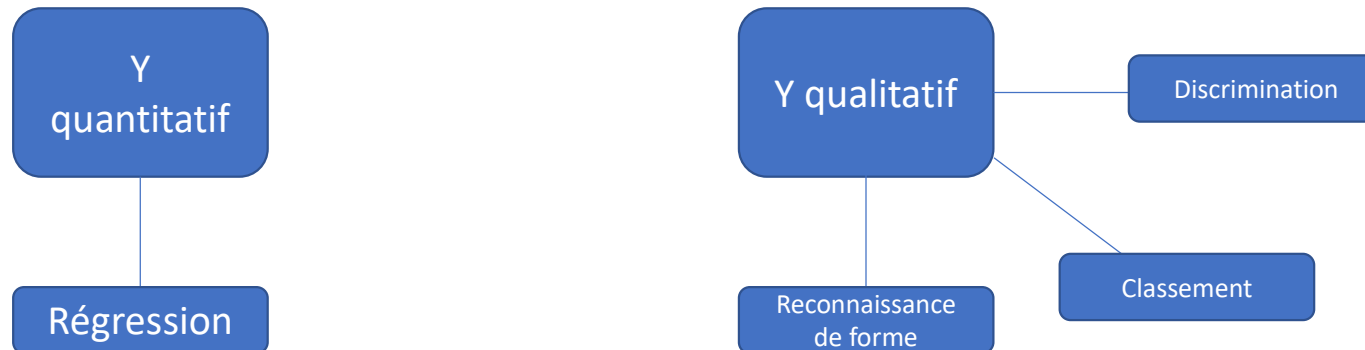 Y
quantitatif
Régression
Y qualitatif
Discrimination
Classement
Reconnaissance
de forme